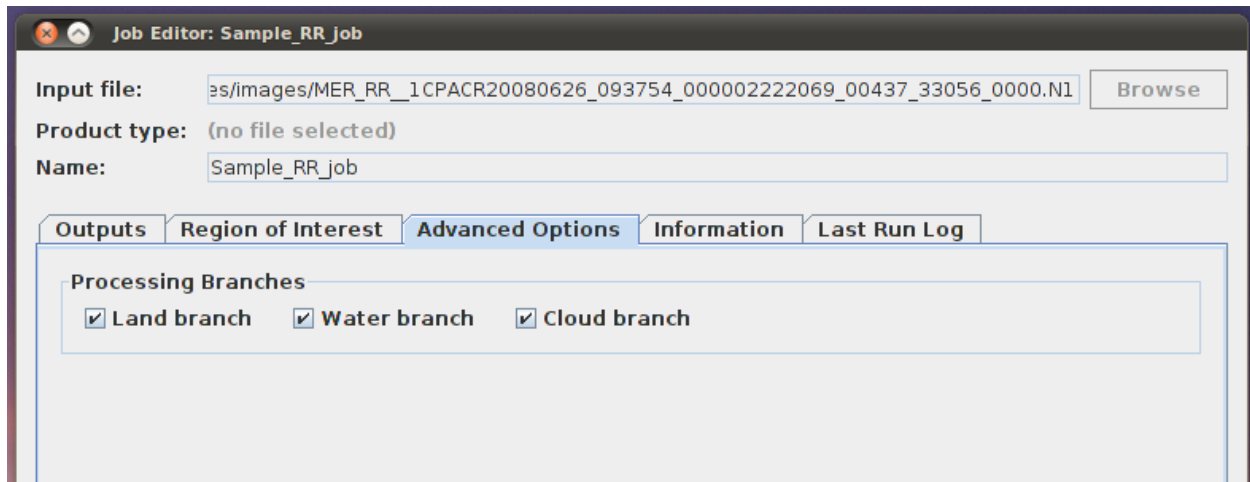 Job Editor: Sample_RR_job
Input file: es/images/MER_RR__1CPACR20080626_093754_000002222069_00437_33056_0000.N1 Browse
Product type: (no file selected)
Name: Sample_RR_job
Outputs Region of Interest Advanced Options Information Last Run Log
Processing Branches
Land branch Water branch Cloud branch